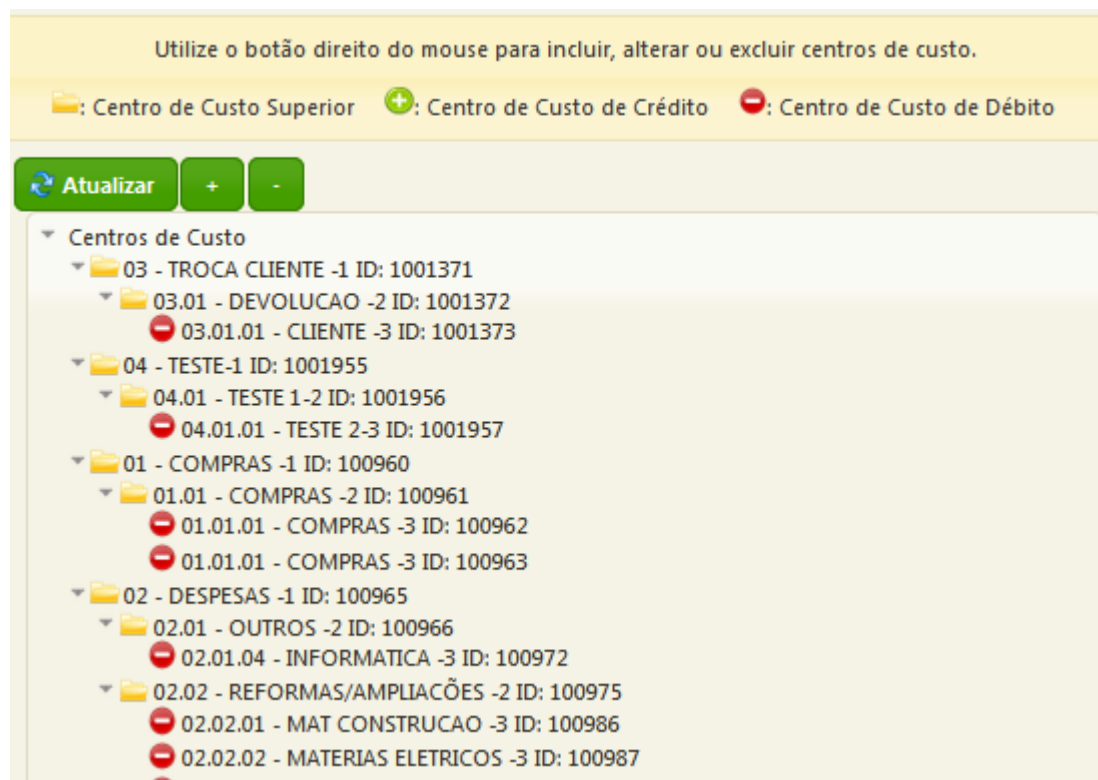 Utilize o botão direito do mouse para incluir, alterar ou excluir centros de custo.
: Centro de Custo Superior : Centro de Custo de Crédito : Centro de Custo de Débito
Atualizar + -
Centros de Custo
03 - TROCA CLIENTE -1 ID: 1001371
03.01 - DEVOLUCAO -2 ID: 1001372
03.01.01 - CLIENTE -3 ID: 1001373
04 - TESTE-1 ID: 1001955
04.01 - TESTE 1-2 ID: 1001956
04.01.01 - TESTE 2-3 ID: 1001957
01 - COMPRAS -1 ID: 100960
01.01 - COMPRAS -2 ID: 100961
01.01.01 - COMPRAS -3 ID: 100962
01.01.01 - COMPRAS -3 ID: 100963
02 - DESPESAS -1 ID: 100965
02.01 - OUTROS -2 ID: 100966
02.01.04 - INFORMATICA -3 ID: 100972
02.02 - REFORMAS/AMPLIACÕES -2 ID: 100975
02.02.01 - MAT CONSTRUCAO -3 ID: 100986
02.02.02 - MATERIAS ELETRICOS -3 ID: 100987